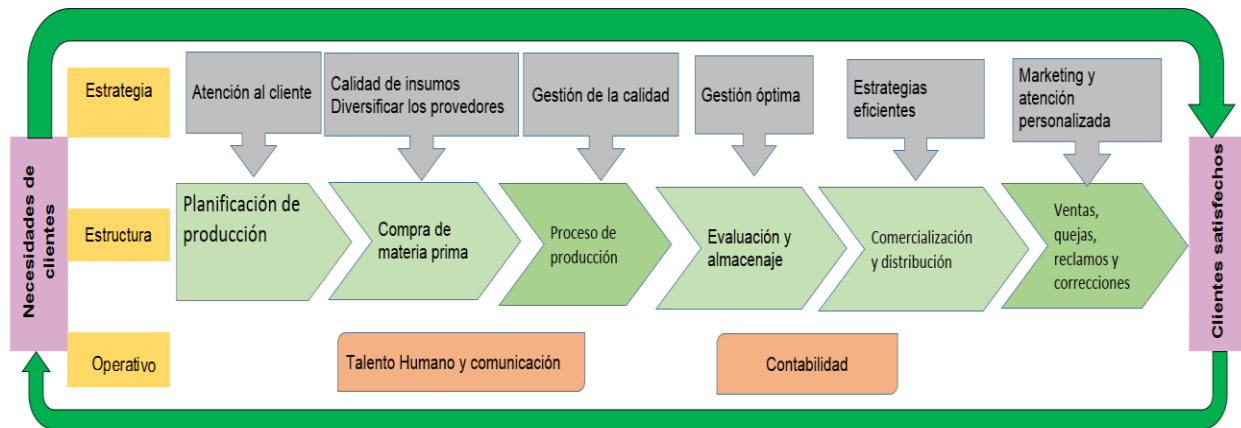 Necesidades de
clientes
Estrategia
Atención al cliente
Calidad de insumos
Diversificar los provedores
Gestión de la calidad
Gestión óptima
Estrategias
eficientes
Marketing y
atención
personalizada
Estructura
Planificación de
producción
Compra de
materia prima
Proceso de
producción
Evaluación y
almacenaje
Comercialización
y distribución
Ventas,
quejas,
reclamos y
correcciones
Operativo
Talento Humano y comunicación
Contabilidad
Clientes satisfechos